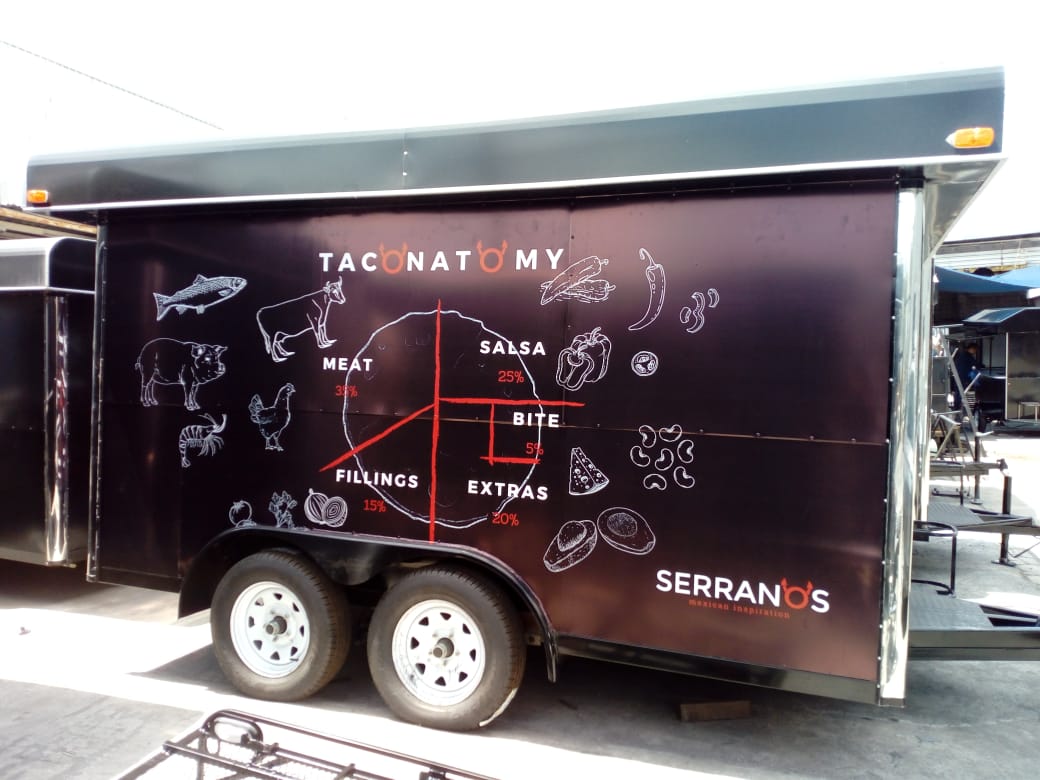 TACONATOMY
MEAT
35%
SALSA
25%
BITE
5%
FILLINGS
15%
EXTRAS
20%
SERRANOS
mexican inspiration